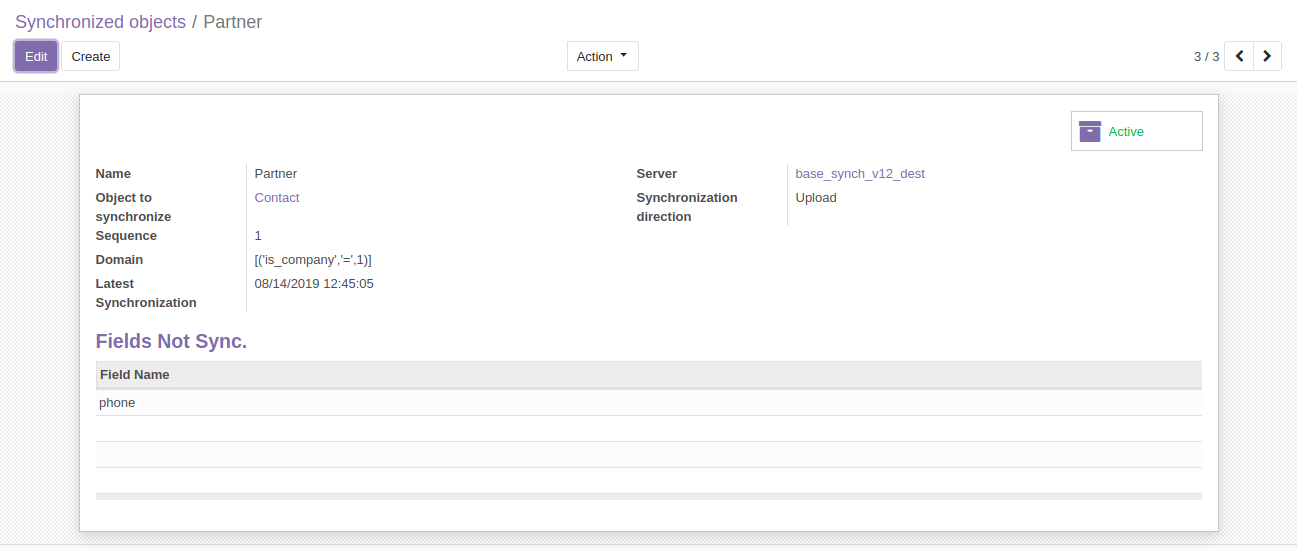 Synchronized objects / Partner
Edit Create Action 3 / 3
Active
Name Partner
Server base_synch_v12_dest
Object to synchronize Contact
Synchronization direction Upload
Sequence 1
Domain [('is_company','=',1)]
Latest Synchronization 08/14/2019 12:45:05
Fields Not Sync.
Field Name
phone